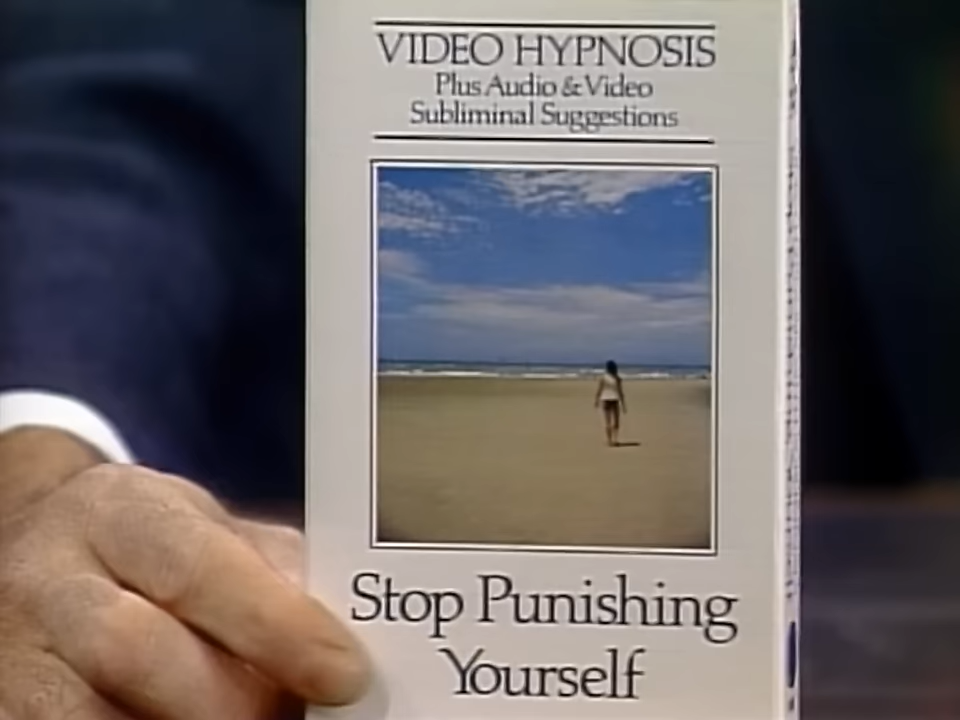 VIDEO HYPNOSIS
Plus Audio & Video
Subliminal Suggestions
Stop Punishing
Yourself